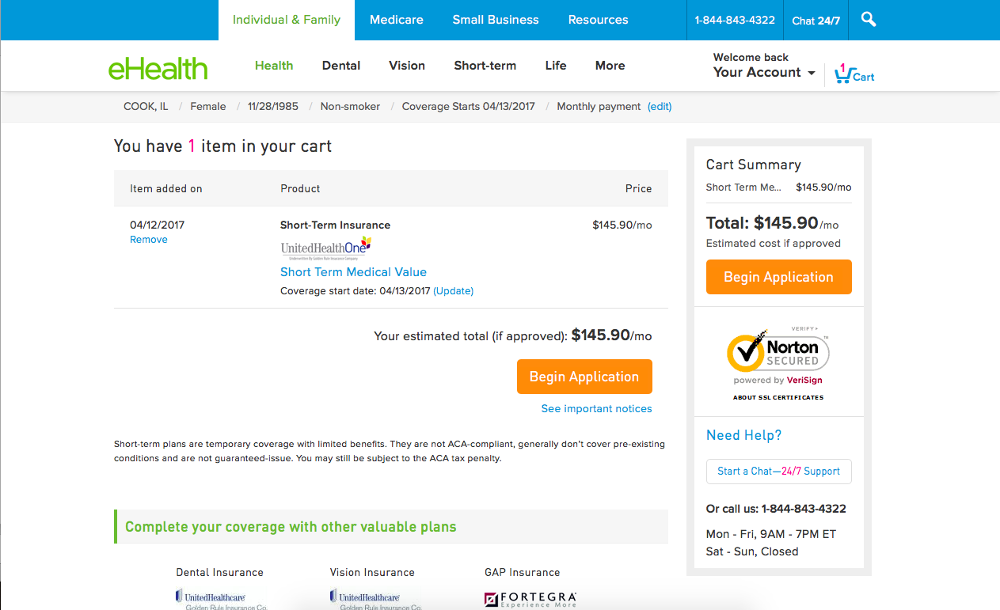 Individual & Family Medicare Small Business Resources 1-844-843-4322 Chat 24/7
eHealth Health Dental Vision Short-term Life More
Welcome back
Your Account
1
Cart
COOK, IL / Female / 11/28/1985 / Non-smoker / Coverage Starts 04/13/2017 / Monthly payment (edit)
You have 1 item in your cart
Item added on Product Price
04/12/2017 Short-Term Insurance $145.90/mo
Remove
UnitedHealthOne
Underwritten By Golden Rule Insurance Company
Short Term Medical Value
Coverage start date: 04/13/2017 (Update)
Your estimated total (if approved): $145.90/mo
Begin Application
See important notices
Short-term plans are temporary coverage with limited benefits. They are not ACA-compliant, generally don't cover pre-existing
conditions and are not guaranteed-issue. You may still be subject to the ACA tax penalty.
Complete your coverage with other valuable plans
Dental Insurance Vision Insurance GAP Insurance
UnitedHealthcare UnitedHealthcare FORTEGRA
Golden Rule Insurance Co. Golden Rule Insurance Co. Experience More
Cart Summary
Short Term Me... $145.90/mo
Total: $145.90/mo
Estimated cost if approved
Begin Application
VERIFY
Norton
SECURED
TM
powered by VeriSign
ABOUT SSL CERTIFICATES
Need Help?
Start a Chat—24/7 Support
Or call us: 1-844-843-4322
Mon - Fri, 9AM - 7PM ET
Sat - Sun, Closed